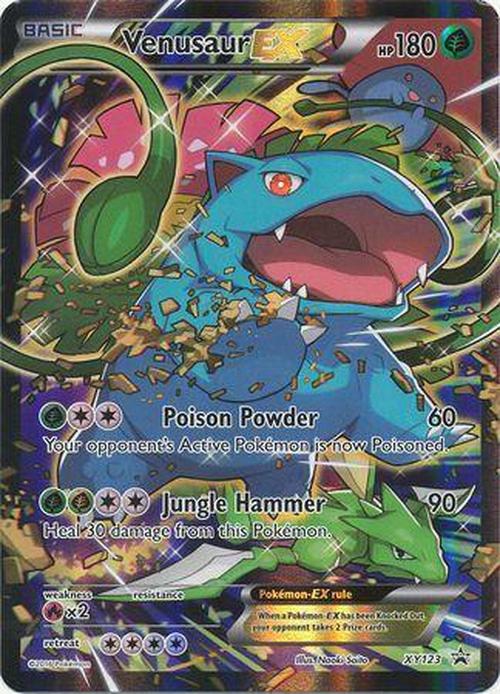 BASIC Venusaur EX HP180
Poison Powder 60
Your opponent's Active Pokémon is now Poisoned.
Jungle Hammer 90
Heal 30 damage from this Pokémon.
weakness resistance
×2
Pokémon-EX rule
When a Pokémon-EX has been Knocked Out,
your opponent takes 2 Prize cards.
retreat
©2016 Pokémon Illus. Naoki Saito XY123